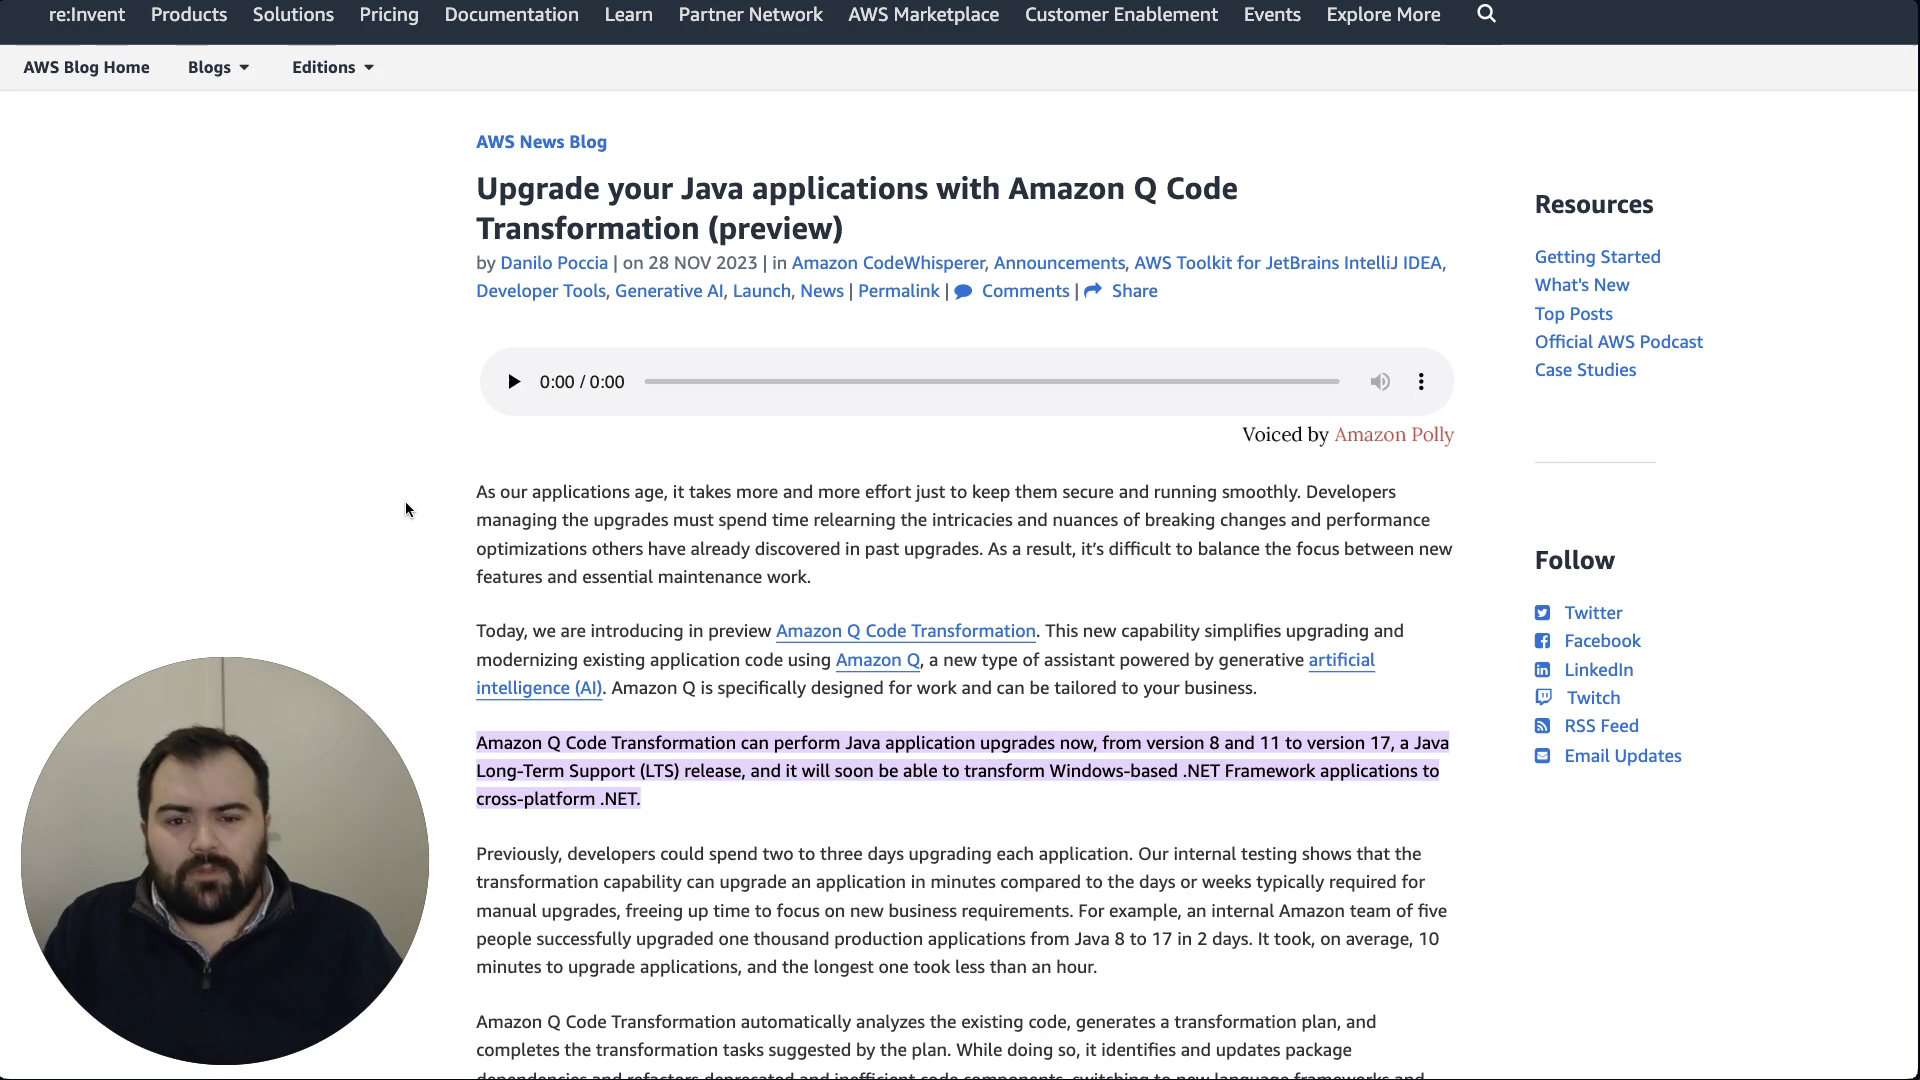 re:Invent Products Solutions Pricing Documentation Learn Partner Network AWS Marketplace Customer Enablement Events Explore More
AWS Blog Home Blogs Editions
AWS News Blog
Upgrade your Java applications with Amazon Q Code
Transformation (preview)
by Danilo Poccia | on 28 NOV 2023 | in Amazon CodeWhisperer, Announcements, AWS Toolkit for JetBrains IntelliJ IDEA,
Developer Tools, Generative AI, Launch, News | Permalink | Comments | Share
0:00 / 0:00
Voiced by Amazon Polly
As our applications age, it takes more and more effort just to keep them secure and running smoothly. Developers
managing the upgrades must spend time relearning the intricacies and nuances of breaking changes and performance
optimizations others have already discovered in past upgrades. As a result, it’s difficult to balance the focus between new
features and essential maintenance work.
Today, we are introducing in preview Amazon Q Code Transformation. This new capability simplifies upgrading and
modernizing existing application code using Amazon Q, a new type of assistant powered by generative artificial
intelligence (AI). Amazon Q is specifically designed for work and can be tailored to your business.
Amazon Q Code Transformation can perform Java application upgrades now, from version 8 and 11 to version 17, a Java
Long-Term Support (LTS) release, and it will soon be able to transform Windows-based .NET Framework applications to
cross-platform .NET.
Previously, developers could spend two to three days upgrading each application. Our internal testing shows that the
transformation capability can upgrade an application in minutes compared to the days or weeks typically required for
manual upgrades, freeing up time to focus on new business requirements. For example, an internal Amazon team of five
people successfully upgraded one thousand production applications from Java 8 to 17 in 2 days. It took, on average, 10
minutes to upgrade applications, and the longest one took less than an hour.
Amazon Q Code Transformation automatically analyzes the existing code, generates a transformation plan, and
completes the transformation tasks suggested by the plan. While doing so, it identifies and updates package
dependencies and refactors deprecated and inefficient code components, switching to new language frameworks and
Resources
Getting Started
What's New
Top Posts
Official AWS Podcast
Case Studies
Follow
Twitter
Facebook
LinkedIn
Twitch
RSS Feed
Email Updates